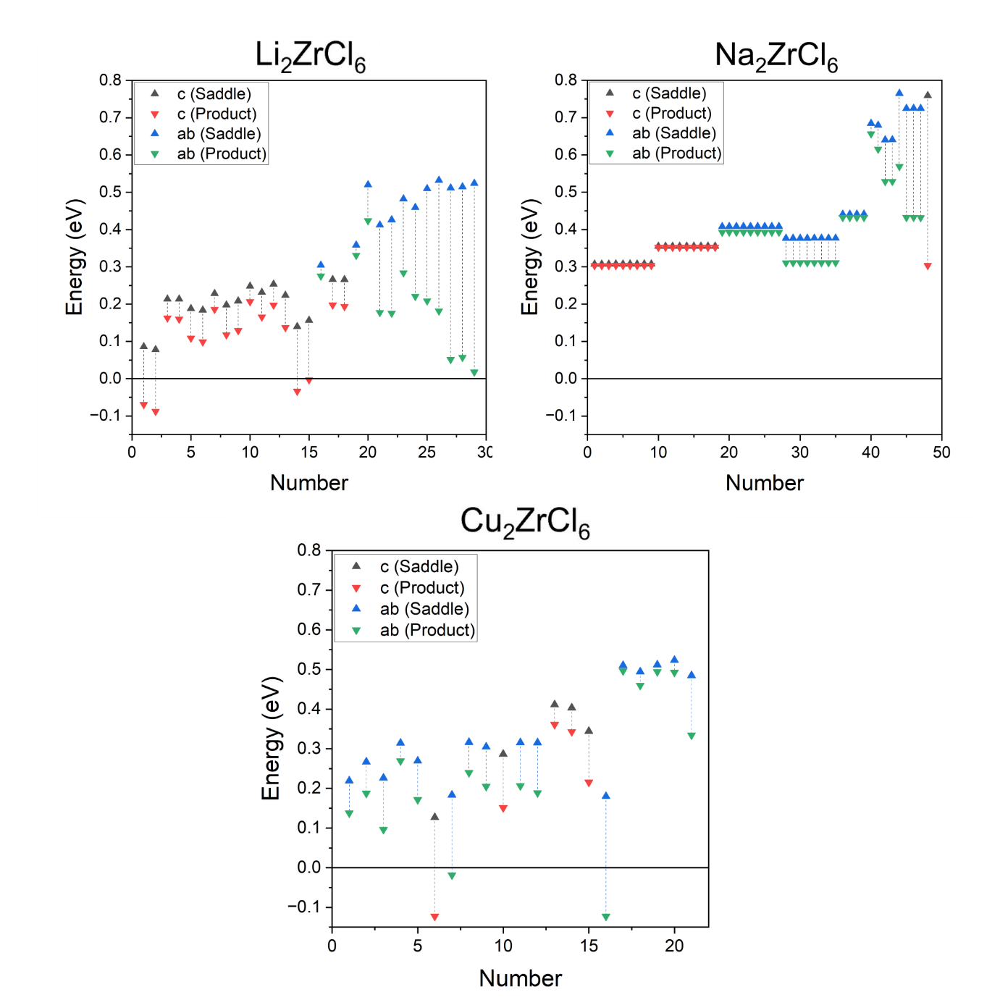 Li₂ZrCl₆
0.8
0.7
0.6
0.5
0.4
0.3
0.2
0.1
0.0
−0.1
Energy (eV)
c (Saddle)
c (Product)
ab (Saddle)
ab (Product)
0 5 10 15 20 25 30
Number
Na₂ZrCl₆
0.8
0.7
0.6
0.5
0.4
0.3
0.2
0.1
0.0
−0.1
Energy (eV)
c (Saddle)
c (Product)
ab (Saddle)
ab (Product)
0 10 20 30 40 50
Number
Cu₂ZrCl₆
0.8
0.7
0.6
0.5
0.4
0.3
0.2
0.1
0.0
−0.1
Energy (eV)
c (Saddle)
c (Product)
ab (Saddle)
ab (Product)
0 5 10 15 20
Number